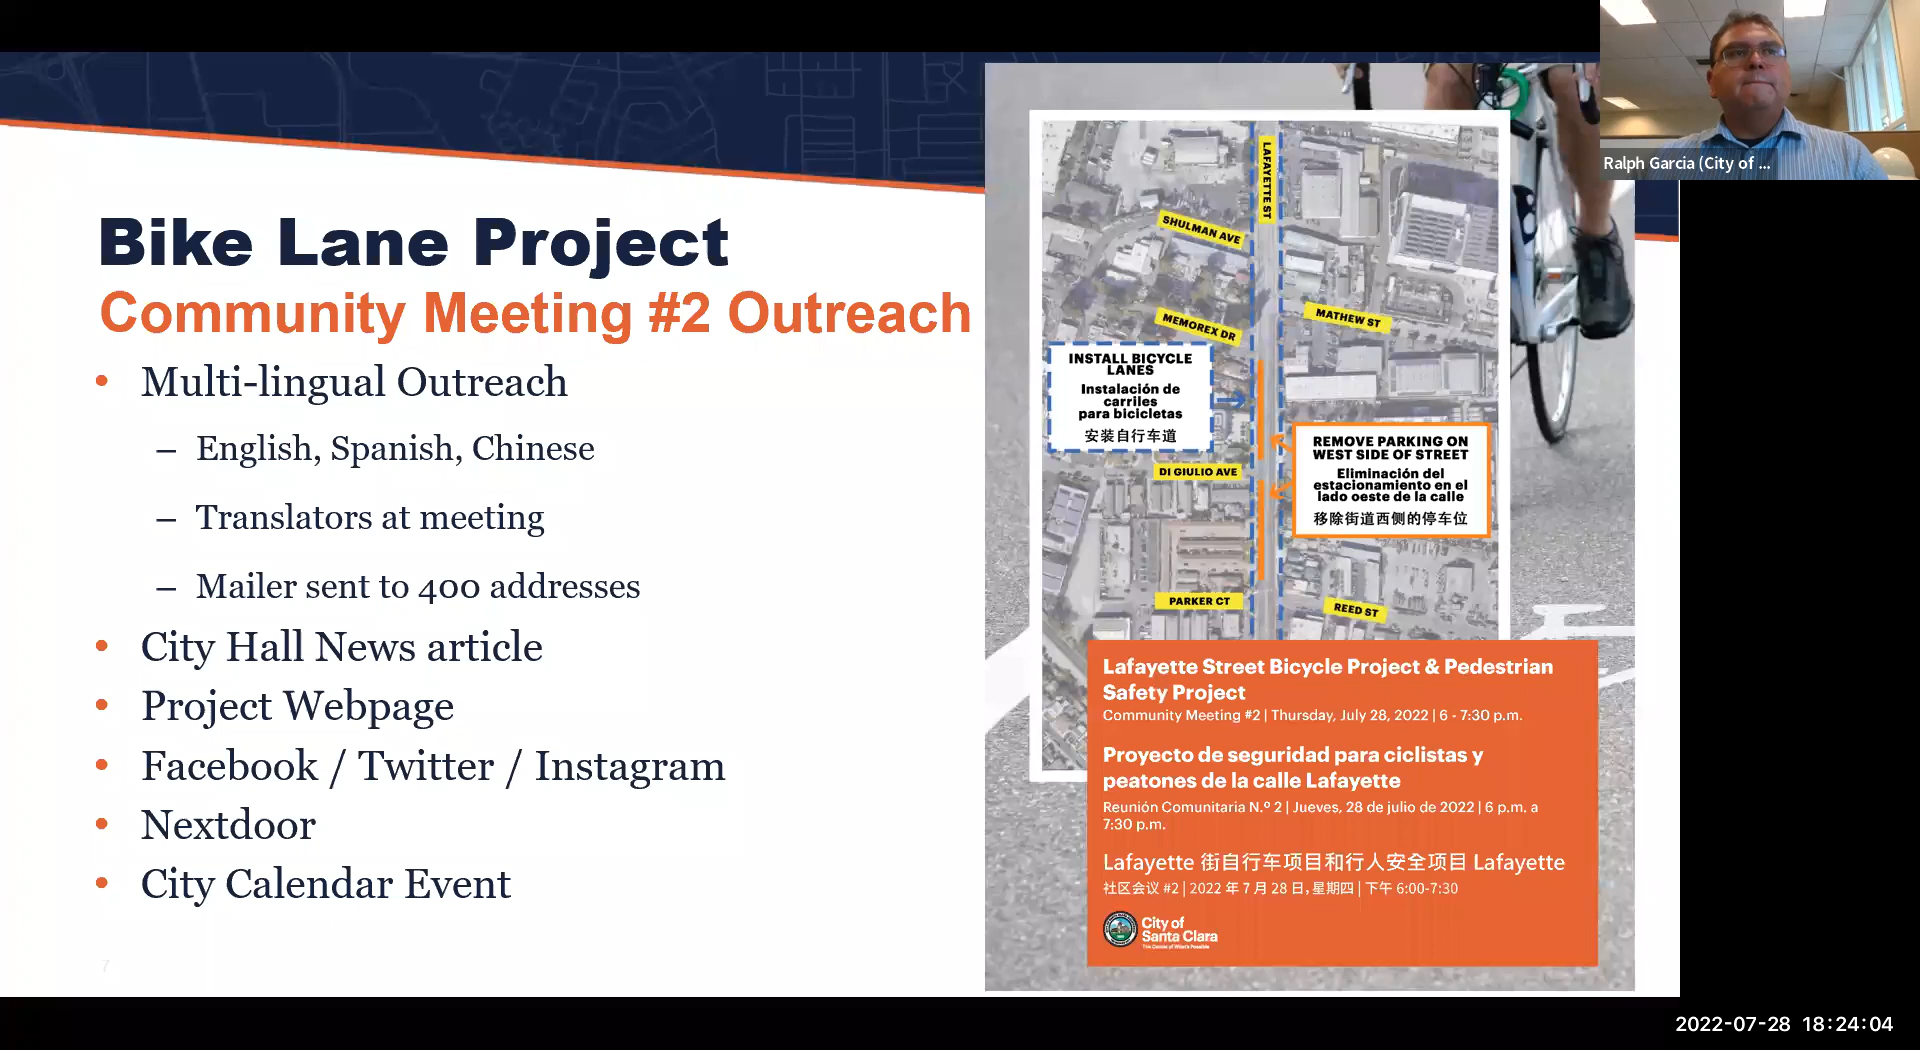 Bike Lane Project
Community Meeting #2 Outreach
• Multi-lingual Outreach
– English, Spanish, Chinese
– Translators at meeting
– Mailer sent to 400 addresses
• City Hall News article
• Project Webpage
• Facebook / Twitter / Instagram
• Nextdoor
• City Calendar Event
7
LAFAYETTE ST
SHULMAN AVE
MEMOREX DR
MATHEW ST
INSTALL BICYCLE
LANES
Instalación de
carriles
para bicicletas
安装自行车道
REMOVE PARKING ON
WEST SIDE OF STREET
Eliminación del
estacionamiento en el
lado oeste de la calle
移除街道西侧的停车位
DI GIULIO AVE
PARKER CT
REED ST
Lafayette Street Bicycle Project & Pedestrian
Safety Project
Community Meeting #2 | Thursday, July 28, 2022 | 6 - 7:30 p.m.
Proyecto de seguridad para ciclistas y
peatones de la calle Lafayette
Reunión Comunitaria N.º 2 | Jueves, 28 de julio de 2022 | 6 p.m. a
7:30 p.m.
Lafayette 街自行车项目和行人安全项目 Lafayette
社区会议 #2 | 2022 年 7 月 28 日, 星期四 | 下午 6:00-7:30
City of
Santa Clara
The Center of What's Possible
Ralph Garcia (City of ...
2022-07-28 18:24:04